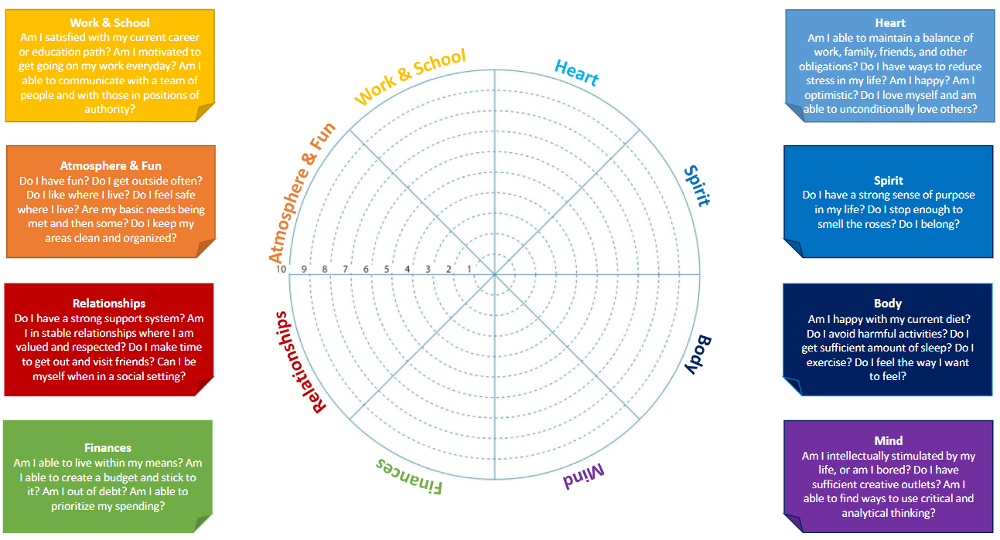 Work & School
Am I satisfied with my current career
or education path? Am I motivated to
get going on my work everyday? Am I
able to communicate with a team of
people and with those in positions of
authority?
Atmosphere & Fun
Do I have fun? Do I get outside often?
Do I like where I live? Do I feel safe
where I live? Are my basic needs being
met and then some? Do I keep my
areas clean and organized?
Relationships
Do I have a strong support system? Am
I in stable relationships where I am
valued and respected? Do I make time
to get out and visit friends? Can I be
myself when in a social setting?
Finances
Am I able to live within my means? Am
I able to create a budget and stick to
it? Am I out of debt? Am I able to
prioritize my spending?
Work & School
Heart
Atmosphere & Fun
Spirit
10 9 8 7 6 5 4 3 2 1
Relationships
Body
Finances
Mind
Heart
Am I able to maintain a balance of
work, family, friends, and other
obligations? Do I have ways to reduce
stress in my life? Am I happy? Am I
optimistic? Do I love myself and am
able to unconditionally love others?
Spirit
Do I have a strong sense of purpose
in my life? Do I stop enough to
smell the roses? Do I belong?
Body
Am I happy with my current diet?
Do I avoid harmful activities? Do I
get sufficient amount of sleep? Do I
exercise? Do I feel the way I want
to feel?
Mind
Am I intellectually stimulated by my
life, or am I bored? Do I have
sufficient creative outlets? Am I
able to find ways to use critical and
analytical thinking?